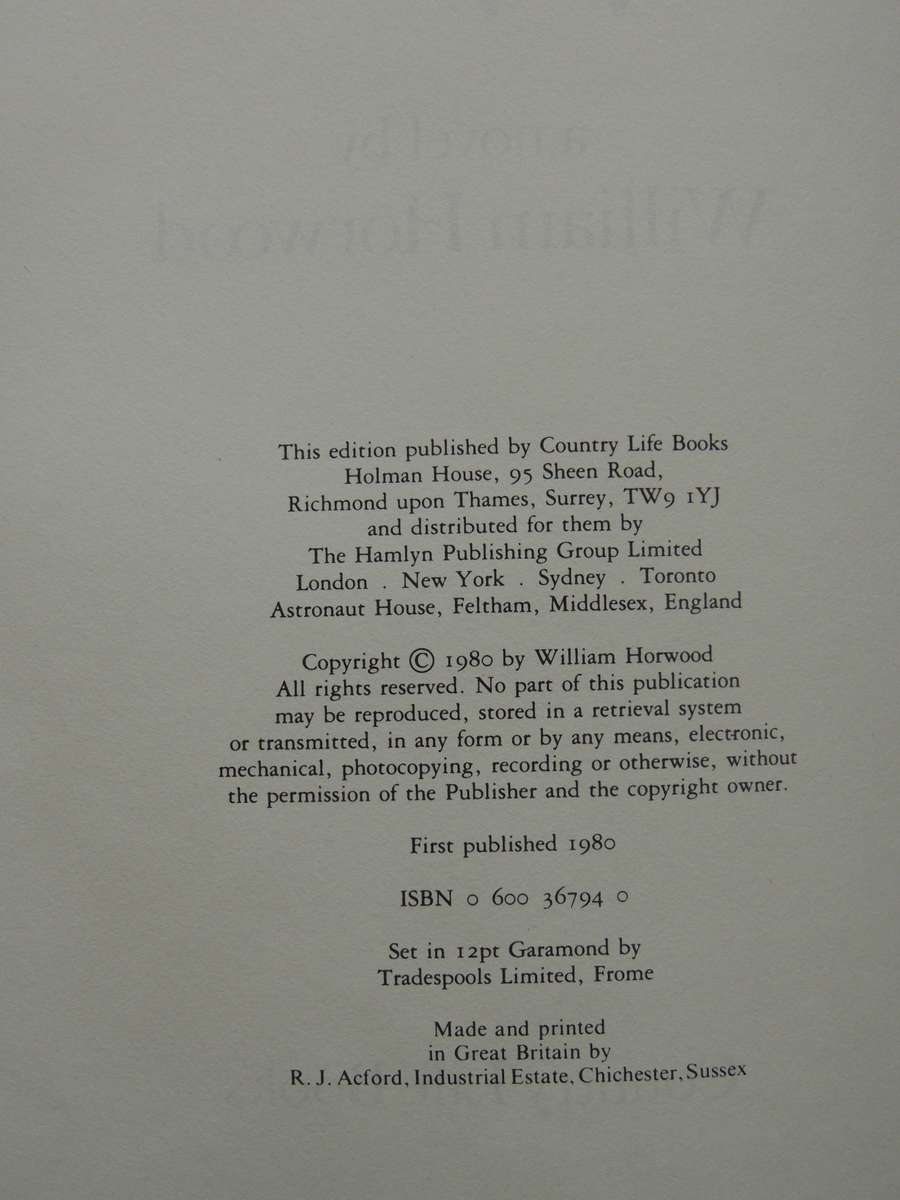 a novel by
William Horwood
This edition published by Country Life Books
Holman House, 95 Sheen Road,
Richmond upon Thames, Surrey, TW9 1YJ
and distributed for them by
The Hamlyn Publishing Group Limited
London . New York . Sydney . Toronto
Astronaut House, Feltham, Middlesex, England
Copyright © 1980 by William Horwood
All rights reserved. No part of this publication
may be reproduced, stored in a retrieval system
or transmitted, in any form or by any means, electronic,
mechanical, photocopying, recording or otherwise, without
the permission of the Publisher and the copyright owner.
First published 1980
ISBN 0 600 36794 0
Set in 12pt Garamond by
Tradespools Limited, Frome
Made and printed
in Great Britain by
R. J. Acford, Industrial Estate, Chichester, Sussex